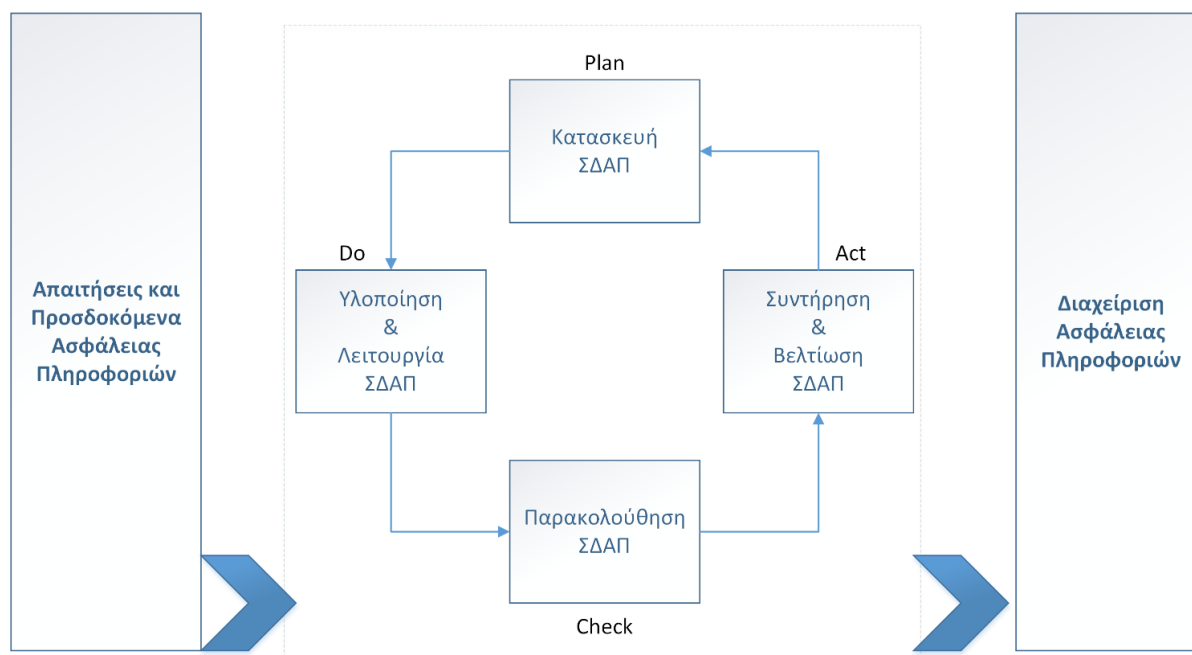 Απαιτήσεις και
Προσδοκόμενα
Ασφάλειας
Πληροφοριών
Plan
Κατασκευή
ΣΔΑΠ
Do
Υλοποίηση
&
Λειτουργία
ΣΔΑΠ
Act
Συντήρηση
&
Βελτίωση
ΣΔΑΠ
Παρακολούθηση
ΣΔΑΠ
Check
Διαχείριση
Ασφάλειας
Πληροφοριών